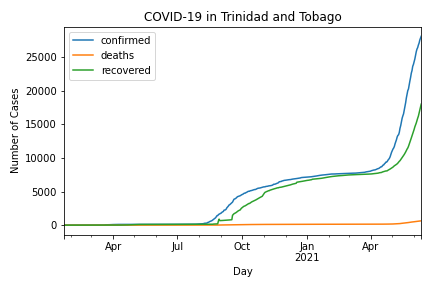 COVID-19 in Trinidad and Tobago
confirmed
deaths
recovered
Number of Cases
25000
20000
15000
10000
5000
0
Apr
Jul
Oct
Jan
2021
Apr
Day